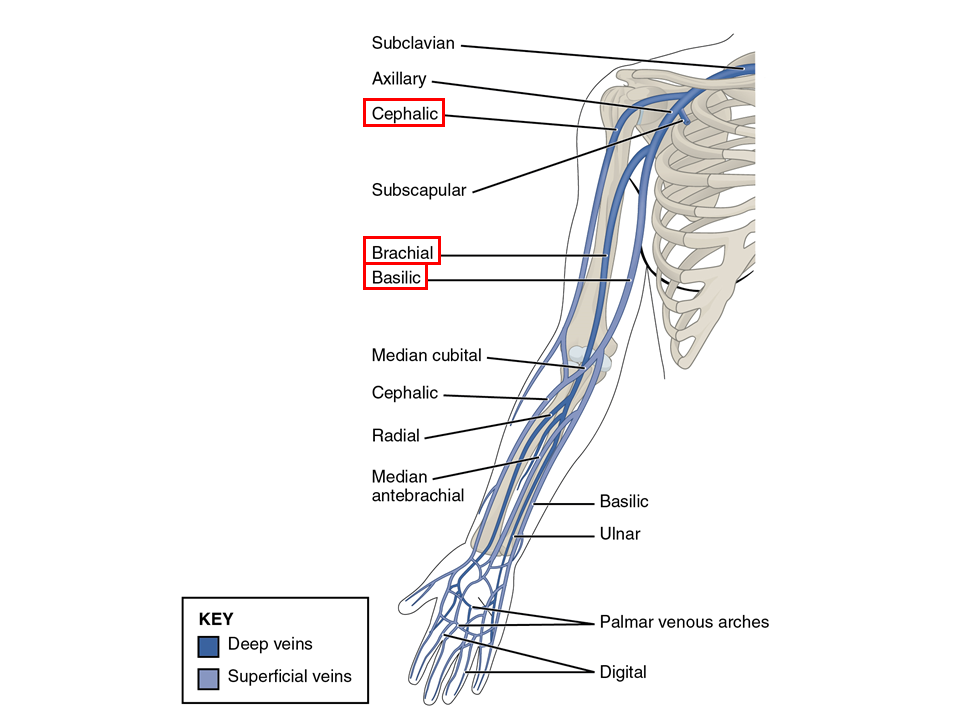 Subclavian
Axillary
Cephalic
Subscapular
Brachial
Basilic
Median cubital
Cephalic
Radial
Median
antebrachial
Basilic
Ulnar
Palmar venous arches
Digital
KEY
Deep veins
Superficial veins